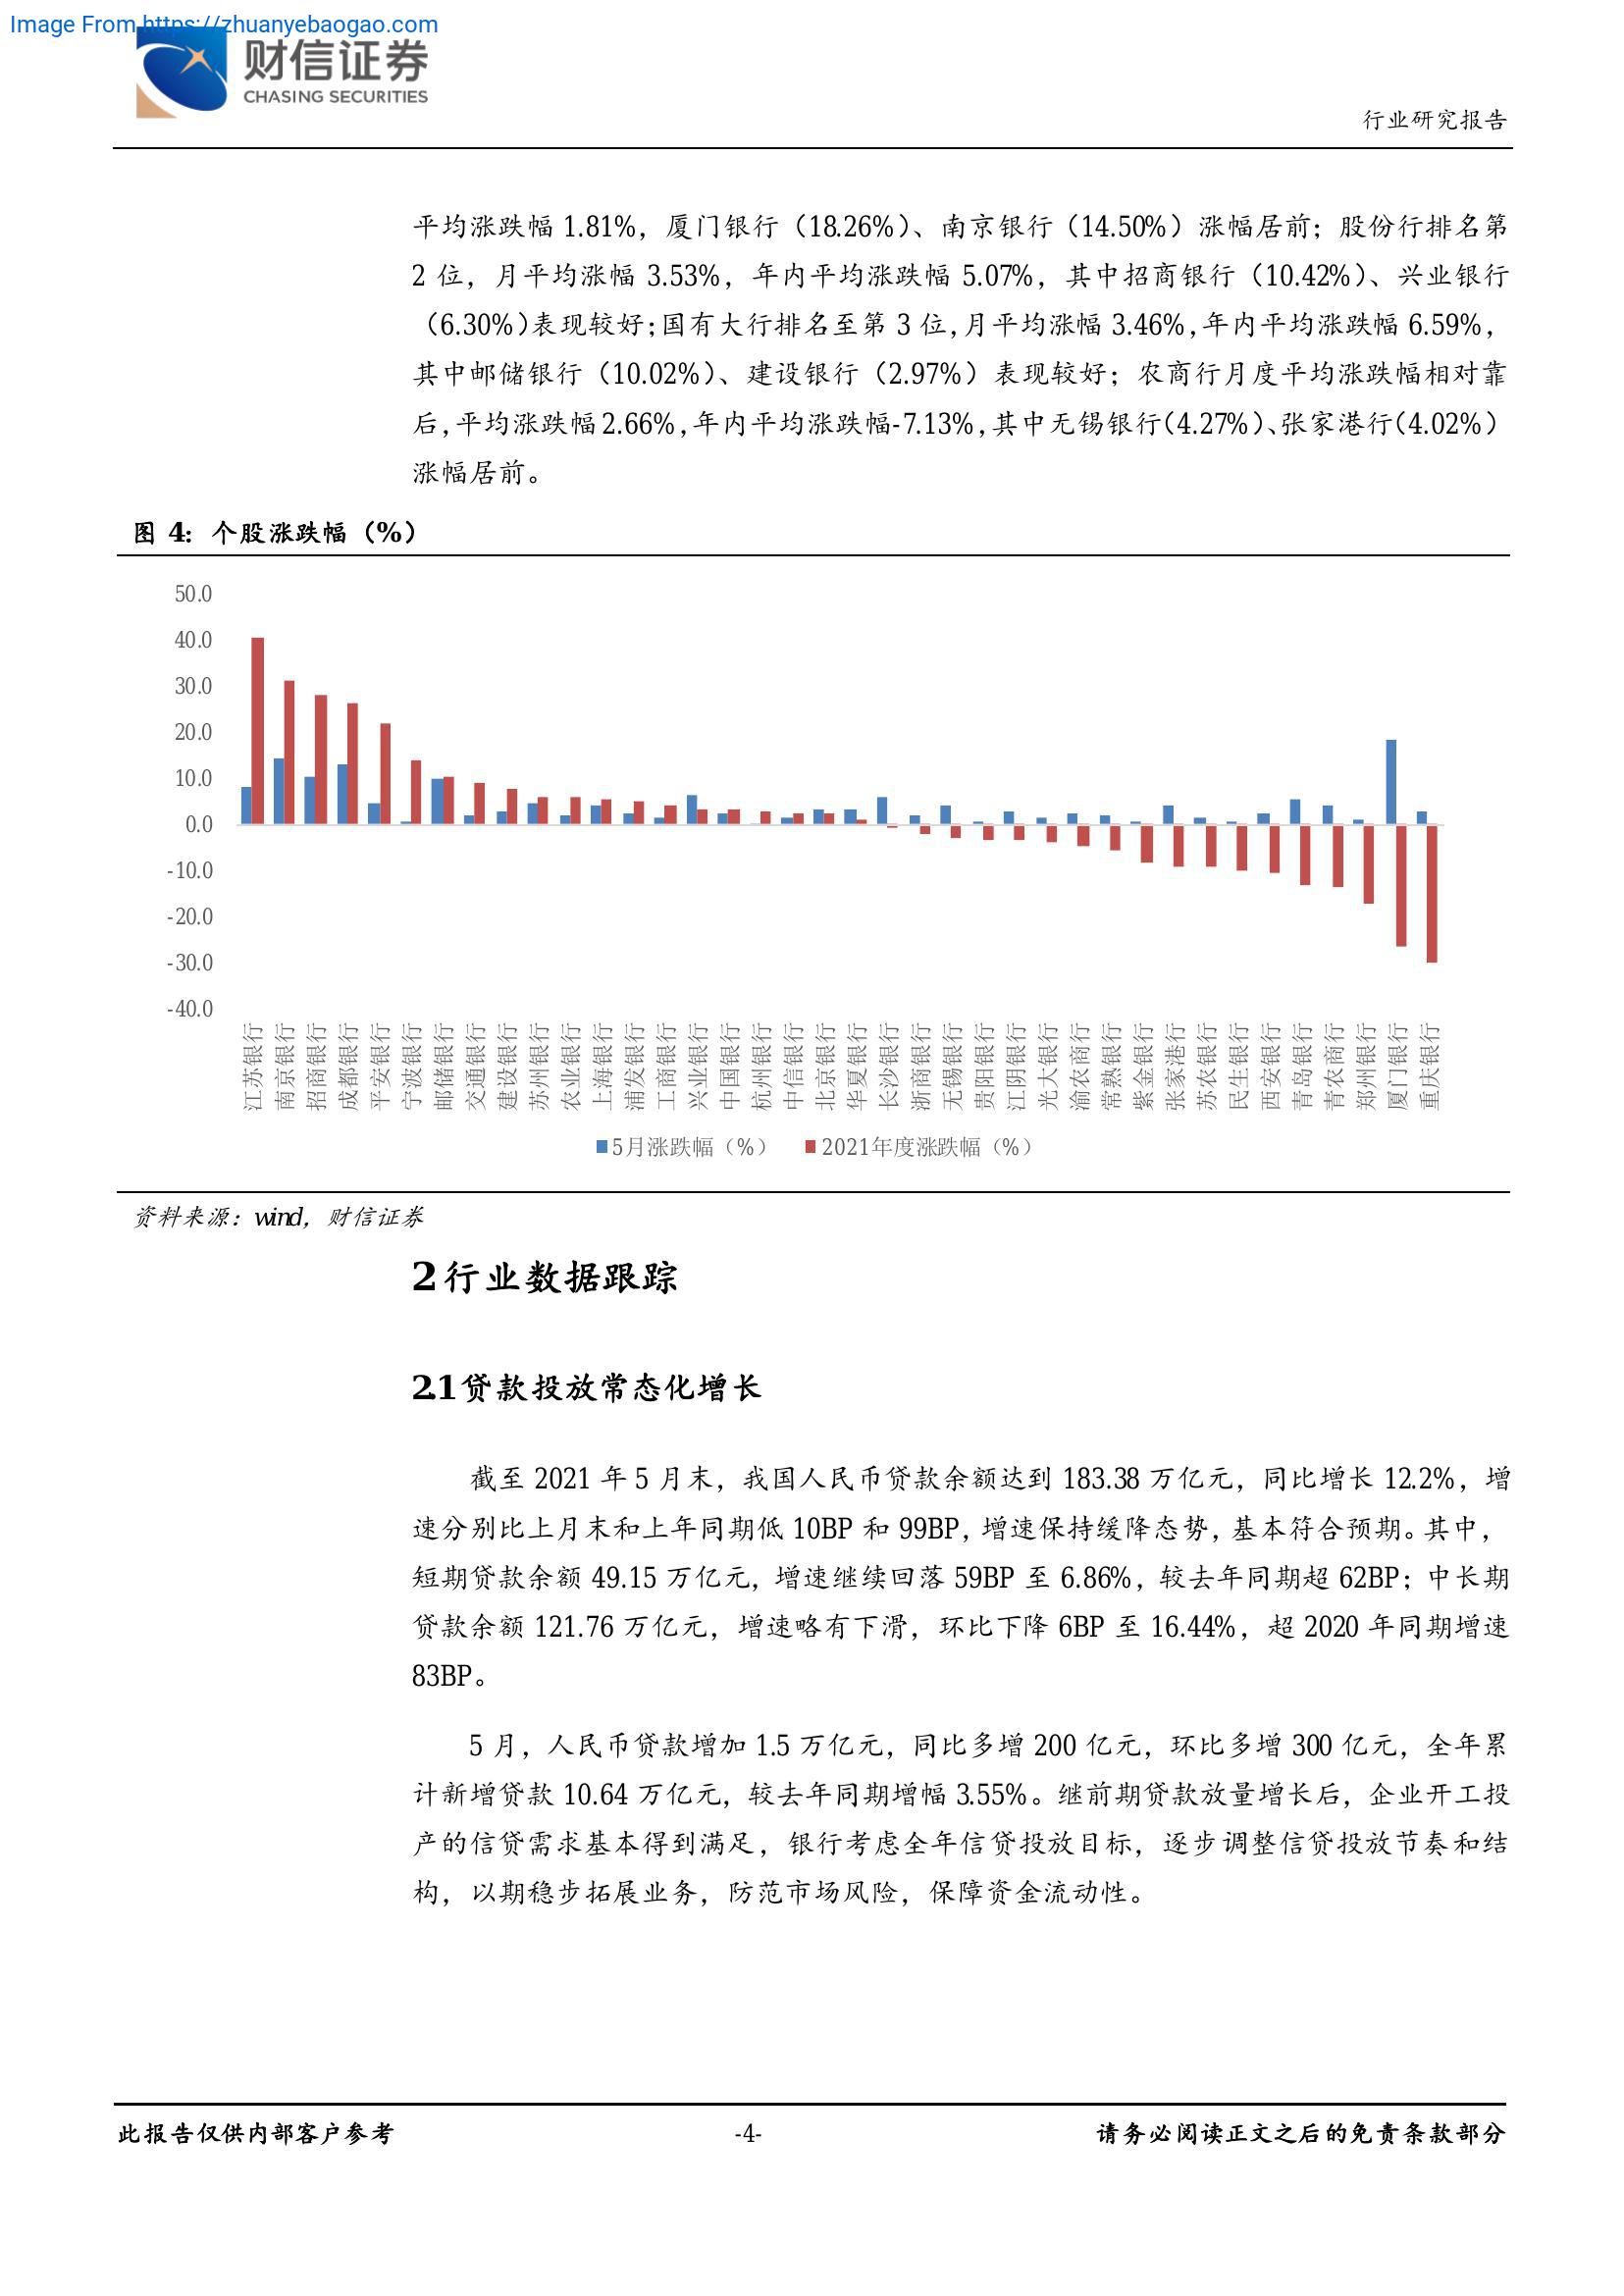 Image From https://zhuanyebaogao.com
财信证券
CHASING SECURITIES
行业研究报告
平均涨跌幅 1.81%，厦门银行（18.26%）、南京银行（14.50%）涨幅居前；股份行排名第
2 位，月平均涨幅 3.53%，年内平均涨跌幅 5.07%，其中招商银行（10.42%）、兴业银行
（6.30%）表现较好；国有大行排名至第 3 位，月平均涨幅 3.46%，年内平均涨跌幅 6.59%，
其中邮储银行（10.02%）、建设银行（2.97%）表现较好；农商行月度平均涨跌幅相对靠
后，平均涨跌幅 2.66%，年内平均涨跌幅-7.13%，其中无锡银行（4.27%）、张家港行（4.02%）
涨幅居前。
图 4：个股涨跌幅（%）
50.0
40.0
30.0
20.0
10.0
0.0
-10.0
-20.0
-30.0
-40.0
江苏银行
南京银行
招商银行
成都银行
平安银行
宁波银行
邮储银行
交通银行
建设银行
苏州银行
农业银行
上海银行
浦发银行
工商银行
兴业银行
中国银行
杭州银行
中信银行
北京银行
华夏银行
长沙银行
浙商银行
无锡银行
贵阳银行
江阴银行
光大银行
渝农商行
常熟银行
紫金银行
张家港行
苏农银行
民生银行
西安银行
青岛银行
青农商行
郑州银行
厦门银行
重庆银行
5月涨跌幅（%）
2021年度涨跌幅（%）
资料来源：wind，财信证券
2 行业数据跟踪
2.1 贷款投放常态化增长
截至 2021 年 5 月末，我国人民币贷款余额达到 183.38 万亿元，同比增长 12.2%，增
速分别比上月末和上年同期低 10BP 和 99BP，增速保持缓降态势，基本符合预期。其中，
短期贷款余额 49.15 万亿元，增速继续回落 59BP 至 6.86%，较去年同期超 62BP；中长期
贷款余额 121.76 万亿元，增速略有下滑，环比下降 6BP 至 16.44%，超 2020 年同期增速
83BP。
5 月，人民币贷款增加 1.5 万亿元，同比多增 200 亿元，环比多增 300 亿元，全年累
计新增贷款 10.64 万亿元，较去年同期增幅 3.55%。继前期贷款放量增长后，企业开工投
产的信贷需求基本得到满足，银行考虑全年信贷投放目标，逐步调整信贷投放节奏和结
构，以期稳步拓展业务，防范市场风险，保障资金流动性。
此报告仅供内部客户参考
-4-
请务必阅读正文之后的免责条款部分